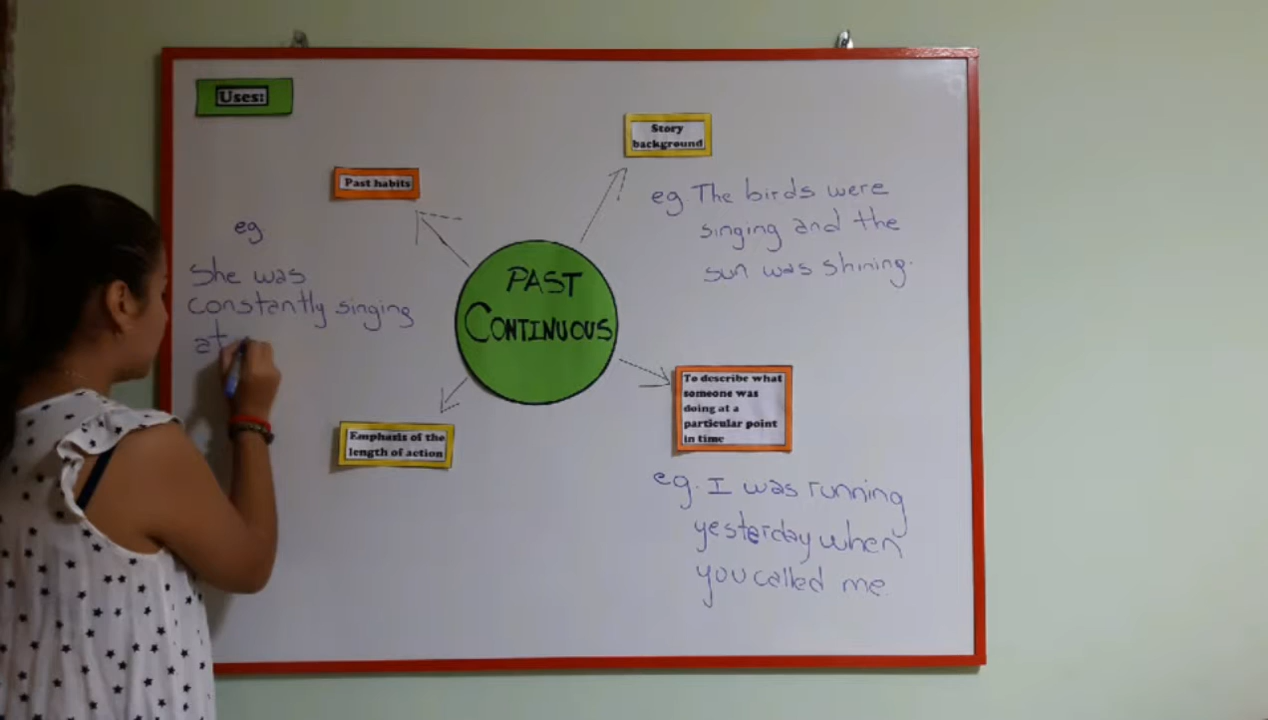 Uses:
Past habits
eg
She was
constantly singing
at
PAST
CONTINUOUS
Story
background
eg The birds were
singing and the
sun was shining.
Emphasis of the
length of action
To describe what
someone was
doing at a
particular point
in time
eg. I was running
yesterday when
you called me